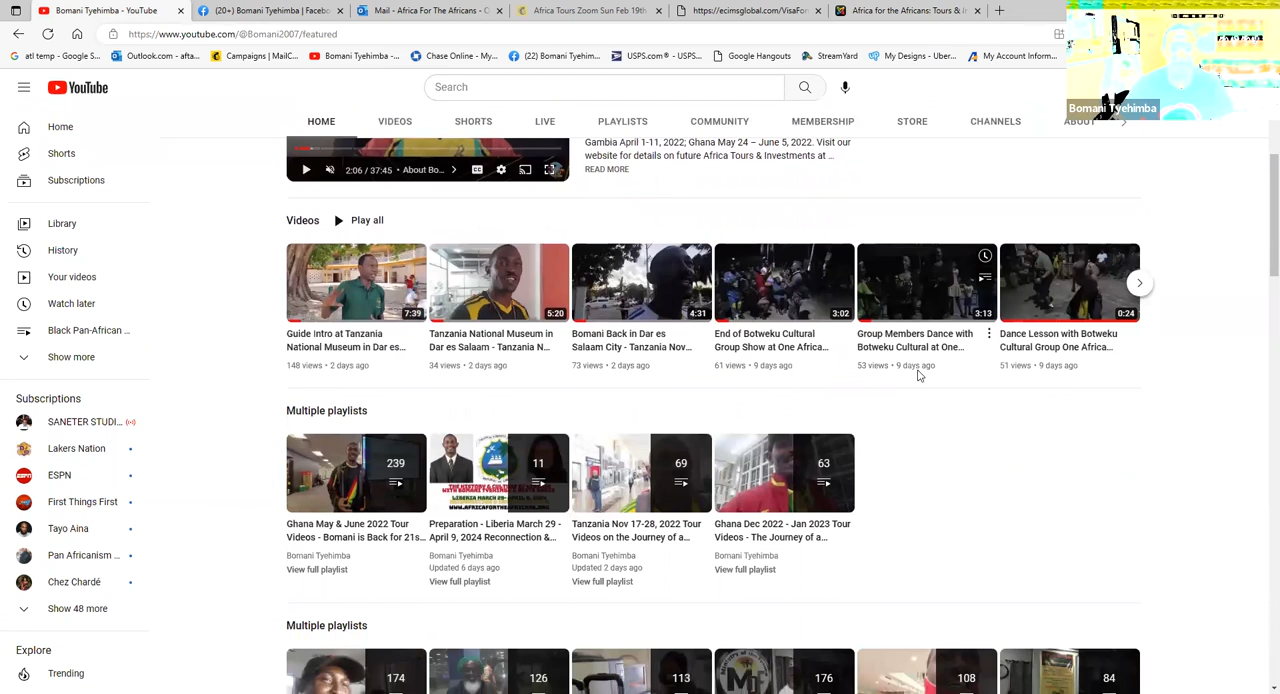 Bomani Tyehimba - YouTube
(20+) Bomani Tyehimba | Facebo
Mail - Africa For The Africans - O
Africa Tours Zoom Sun Feb 19th
https://ecimsglobal.com/VisaFor
Africa for the Africans: Tours & In
https://www.youtube.com/@Bomani2007/featured
atl temp - Google S...
Outlook.com - afta...
Campaigns | MailC...
Bomani Tyehimba -...
Chase Online - My...
(22) Bomani Tyehim...
USPS.com® - USPS...
Google Hangouts
StreamYard
My Designs - Uber...
My Account Inform...
Bomani Tyehimba
YouTube
Search
HOME
VIDEOS
SHORTS
LIVE
PLAYLISTS
COMMUNITY
MEMBERSHIP
STORE
CHANNELS
ABOUT
Home
Shorts
Subscriptions
Library
History
Your videos
Watch later
Black Pan-African ...
Show more
Subscriptions
SANETER STUDI...
Lakers Nation
ESPN
First Things First
Tayo Aina
Pan Africanism ...
Chez Chardé
Show 48 more
Explore
Trending
2:06 / 37:45 • About Bo...
Gambia April 1-11, 2022; Ghana May 24 – June 5, 2022. Visit our
website for details on future Africa Tours & Investments at ...
READ MORE
Videos
Play all
7:39
5:20
4:31
3:02
3:13
0:24
Guide Intro at Tanzania
National Museum in Dar es...
148 views • 2 days ago
Tanzania National Museum in
Dar es Salaam - Tanzania N...
34 views • 2 days ago
Bomani Back in Dar es
Salaam City - Tanzania Nov...
73 views • 2 days ago
End of Botweku Cultural
Group Show at One Africa...
61 views • 9 days ago
Group Members Dance with
Botweku Cultural at One...
53 views • 9 days ago
Dance Lesson with Botweku
Cultural Group One Africa...
51 views • 9 days ago
Multiple playlists
239
11
69
63
Ghana May & June 2022 Tour
Videos - Bomani is Back for 21s...
Bomani Tyehimba
View full playlist
Preparation - Liberia March 29 -
April 9, 2024 Reconnection &...
Bomani Tyehimba
Updated 6 days ago
View full playlist
Tanzania Nov 17-28, 2022 Tour
Videos on the Journey of a...
Bomani Tyehimba
Updated 2 days ago
View full playlist
Ghana Dec 2022 - Jan 2023 Tour
Videos - The Journey of a...
Bomani Tyehimba
View full playlist
Multiple playlists
174
126
113
176
108
84